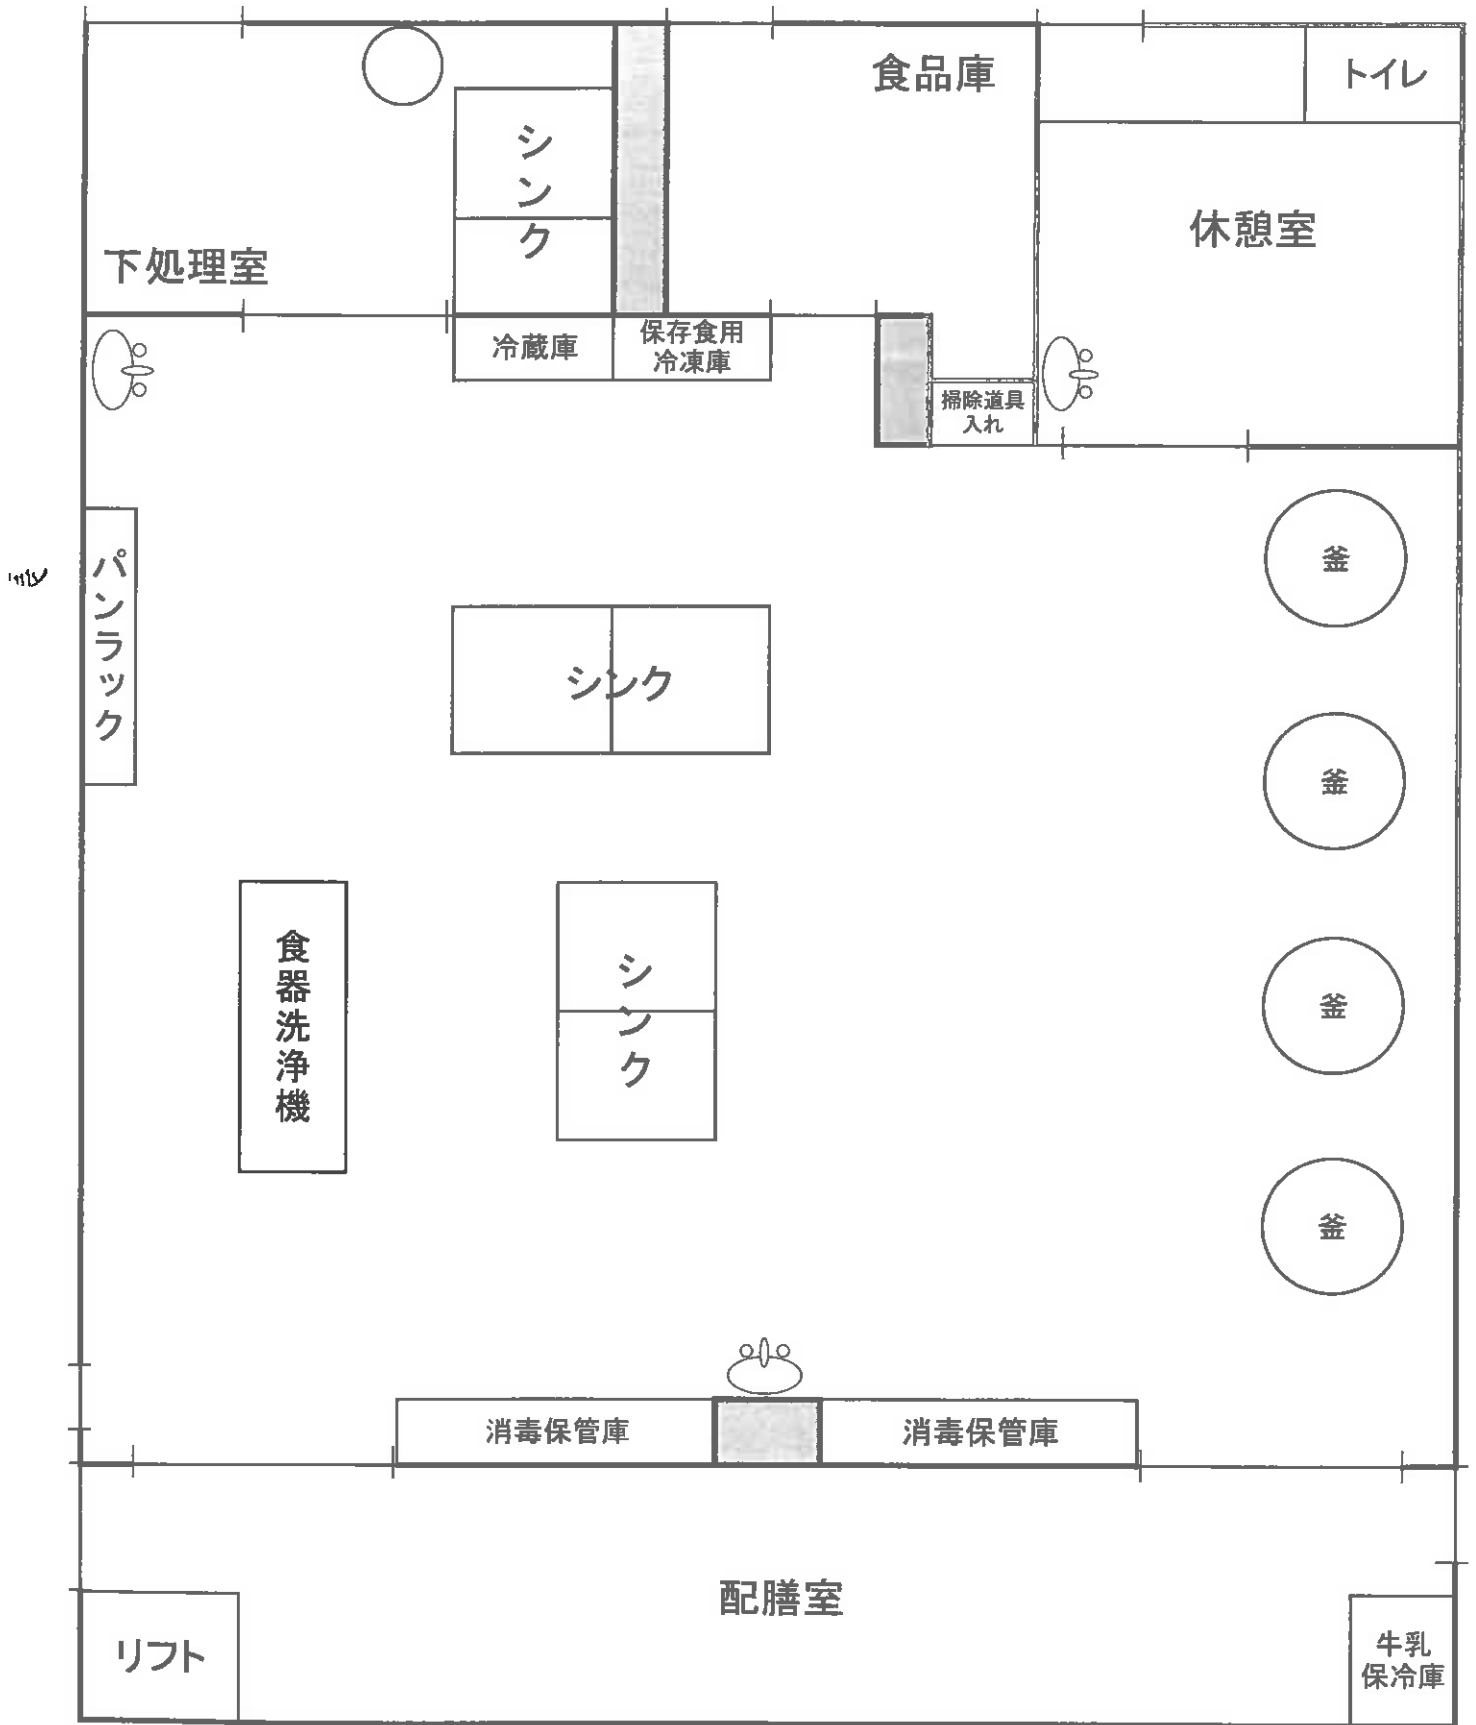 食品庫
トイレ
シンク
休憩室
下処理室
冷蔵庫
保存食用
冷凍庫
掃除道具
入れ
パンラック
釜
シンク
釜
食器洗浄機
シンク
釜
釜
消毒保管庫
消毒保管庫
配膳室
リフト
牛乳
保冷庫